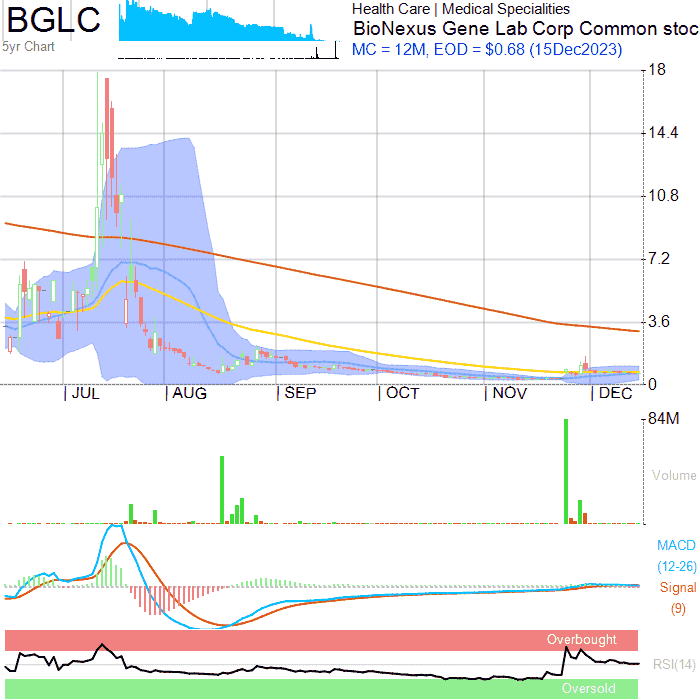 BGLC
5yr Chart
Health Care | Medical Specialities
BioNexus Gene Lab Corp Common stoc
MC = 12M, EOD = $0.68 (15Dec2023)
18
14.4
10.8
7.2
3.6
0
JUL AUG SEP OCT NOV DEC
84M
Volume
MACD
(12-26)
Signal
(9)
Overbought
RSI(14)
Oversold